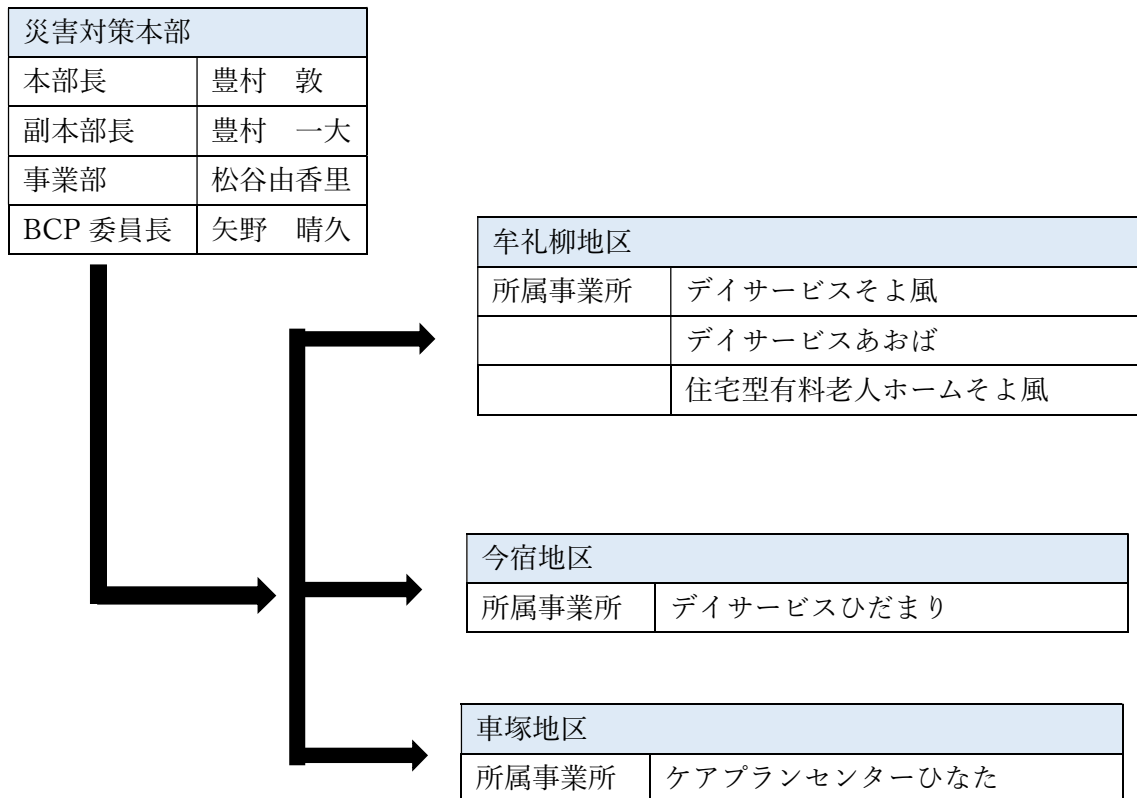 災害対策本部
本部長 豊村 敦
副本部長 豊村 一大
事業部 松谷由香里
BCP 委員長 矢野 晴久
牟礼柳地区
所属事業所 デイサービスそよ風
デイサービスあおば
住宅型有料老人ホームそよ風
今宿地区
所属事業所 デイサービスひだまり
車塚地区
所属事業所 ケアプランセンターひなた